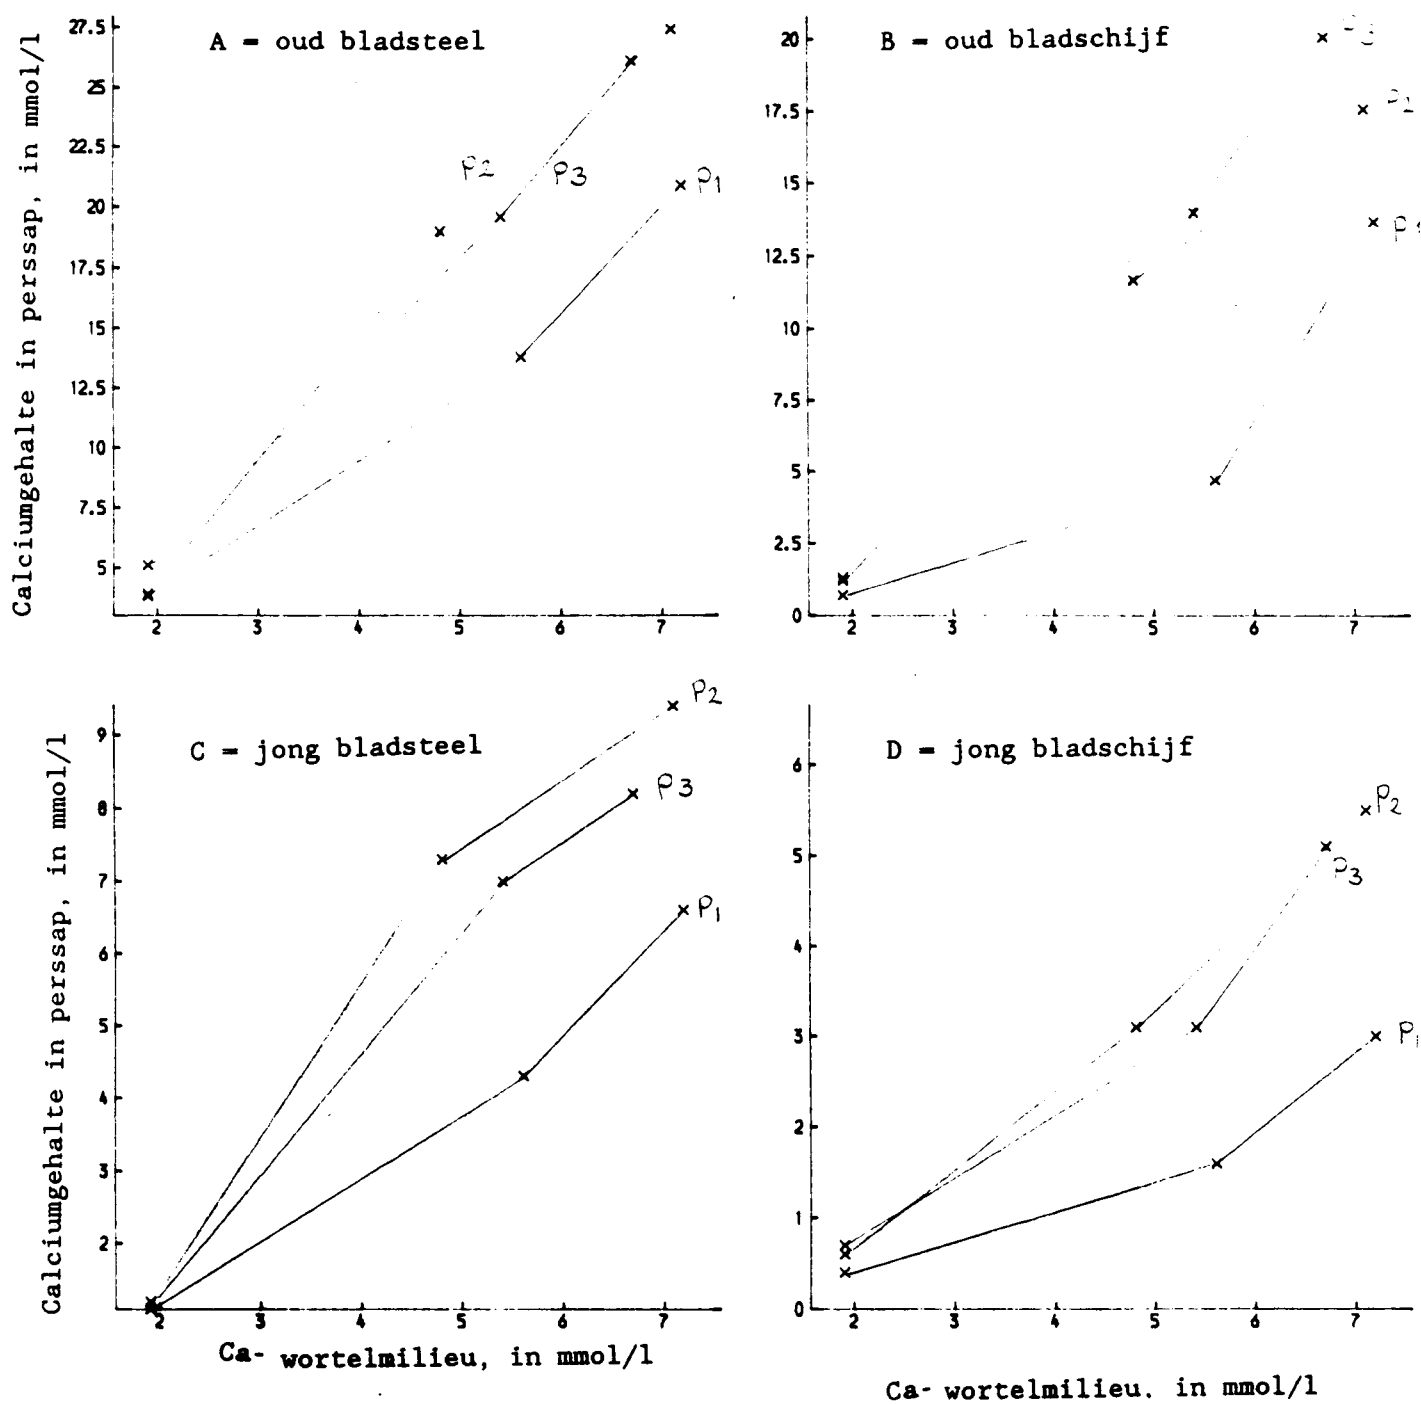 Calciumgehalte in perssap, in mmol/l
A = oud bladsteel
27.5
25
22.5
20
17.5
15
12.5
10
7.5
5
P2
P3
P1
2 3 4 5 6 7
B = oud bladschijf
20
17.5
15
12.5
10
7.5
5
2.5
0
2 3 4 5 6 7
Calciumgehalte in perssap, in mmol/l
C = jong bladsteel
9
8
7
6
5
4
3
2
P2
P3
P1
2 3 4 5 6 7
Ca- wortelmilieu, in mmol/l
D = jong bladschijf
6
5
4
3
2
1
0
P2
P3
P1
2 3 4 5 6 7
Ca- wortelmilieu. in mmol/l